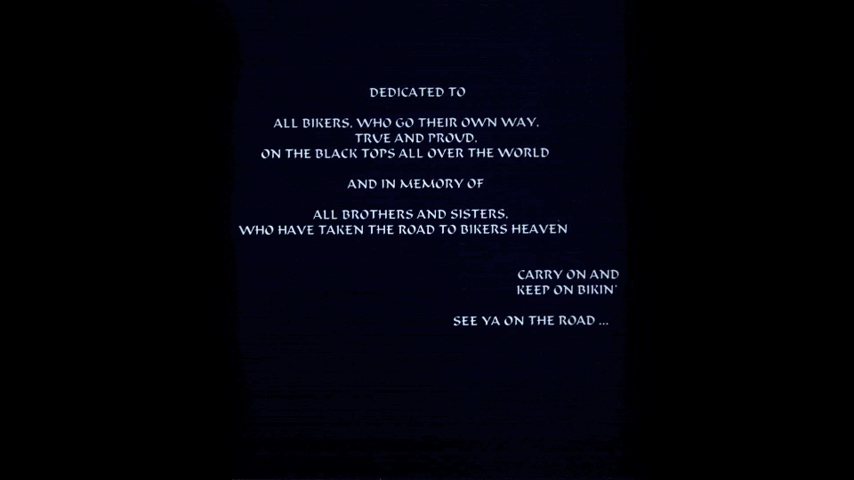 DEDICATED TO
ALL BIKERS, WHO GO THEIR OWN WAY,
TRUE AND PROUD,
ON THE BLACK TOPS ALL OVER THE WORLD
AND IN MEMORY OF
ALL BROTHERS AND SISTERS,
WHO HAVE TAKEN THE ROAD TO BIKERS HEAVEN
CARRY ON AND
KEEP ON BIKIN'
SEE YA ON THE ROAD ...